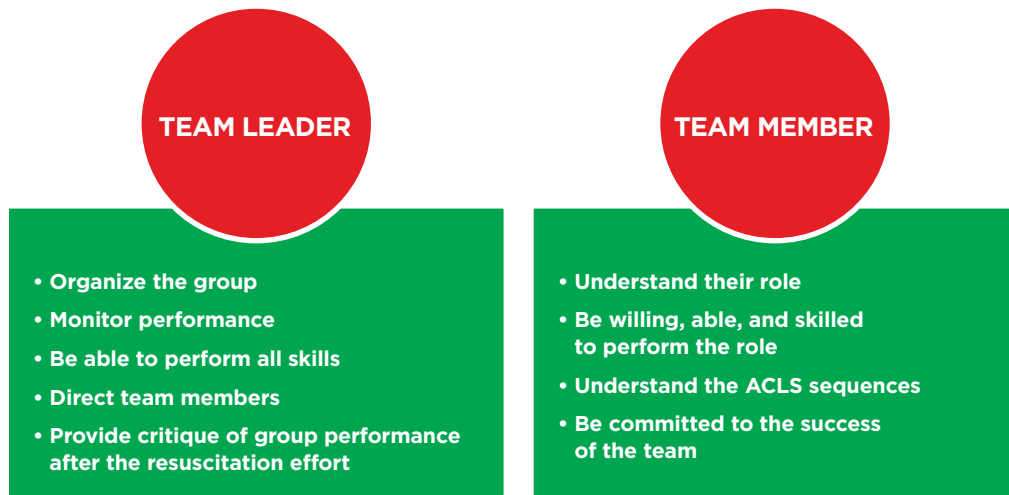 TEAM LEADER
• Organize the group
• Monitor performance
• Be able to perform all skills
• Direct team members
• Provide critique of group performance
after the resuscitation effort
TEAM MEMBER
• Understand their role
• Be willing, able, and skilled
to perform the role
• Understand the ACLS sequences
• Be committed to the success
of the team